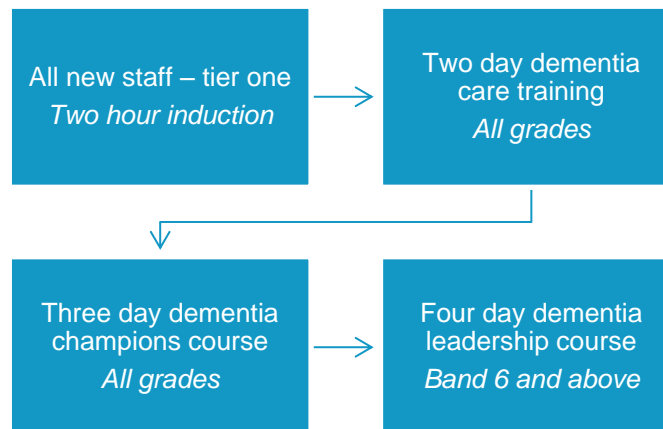 All new staff – tier one
Two hour induction
Two day dementia
care training
All grades
Three day dementia
champions course
All grades
Four day dementia
leadership course
Band 6 and above